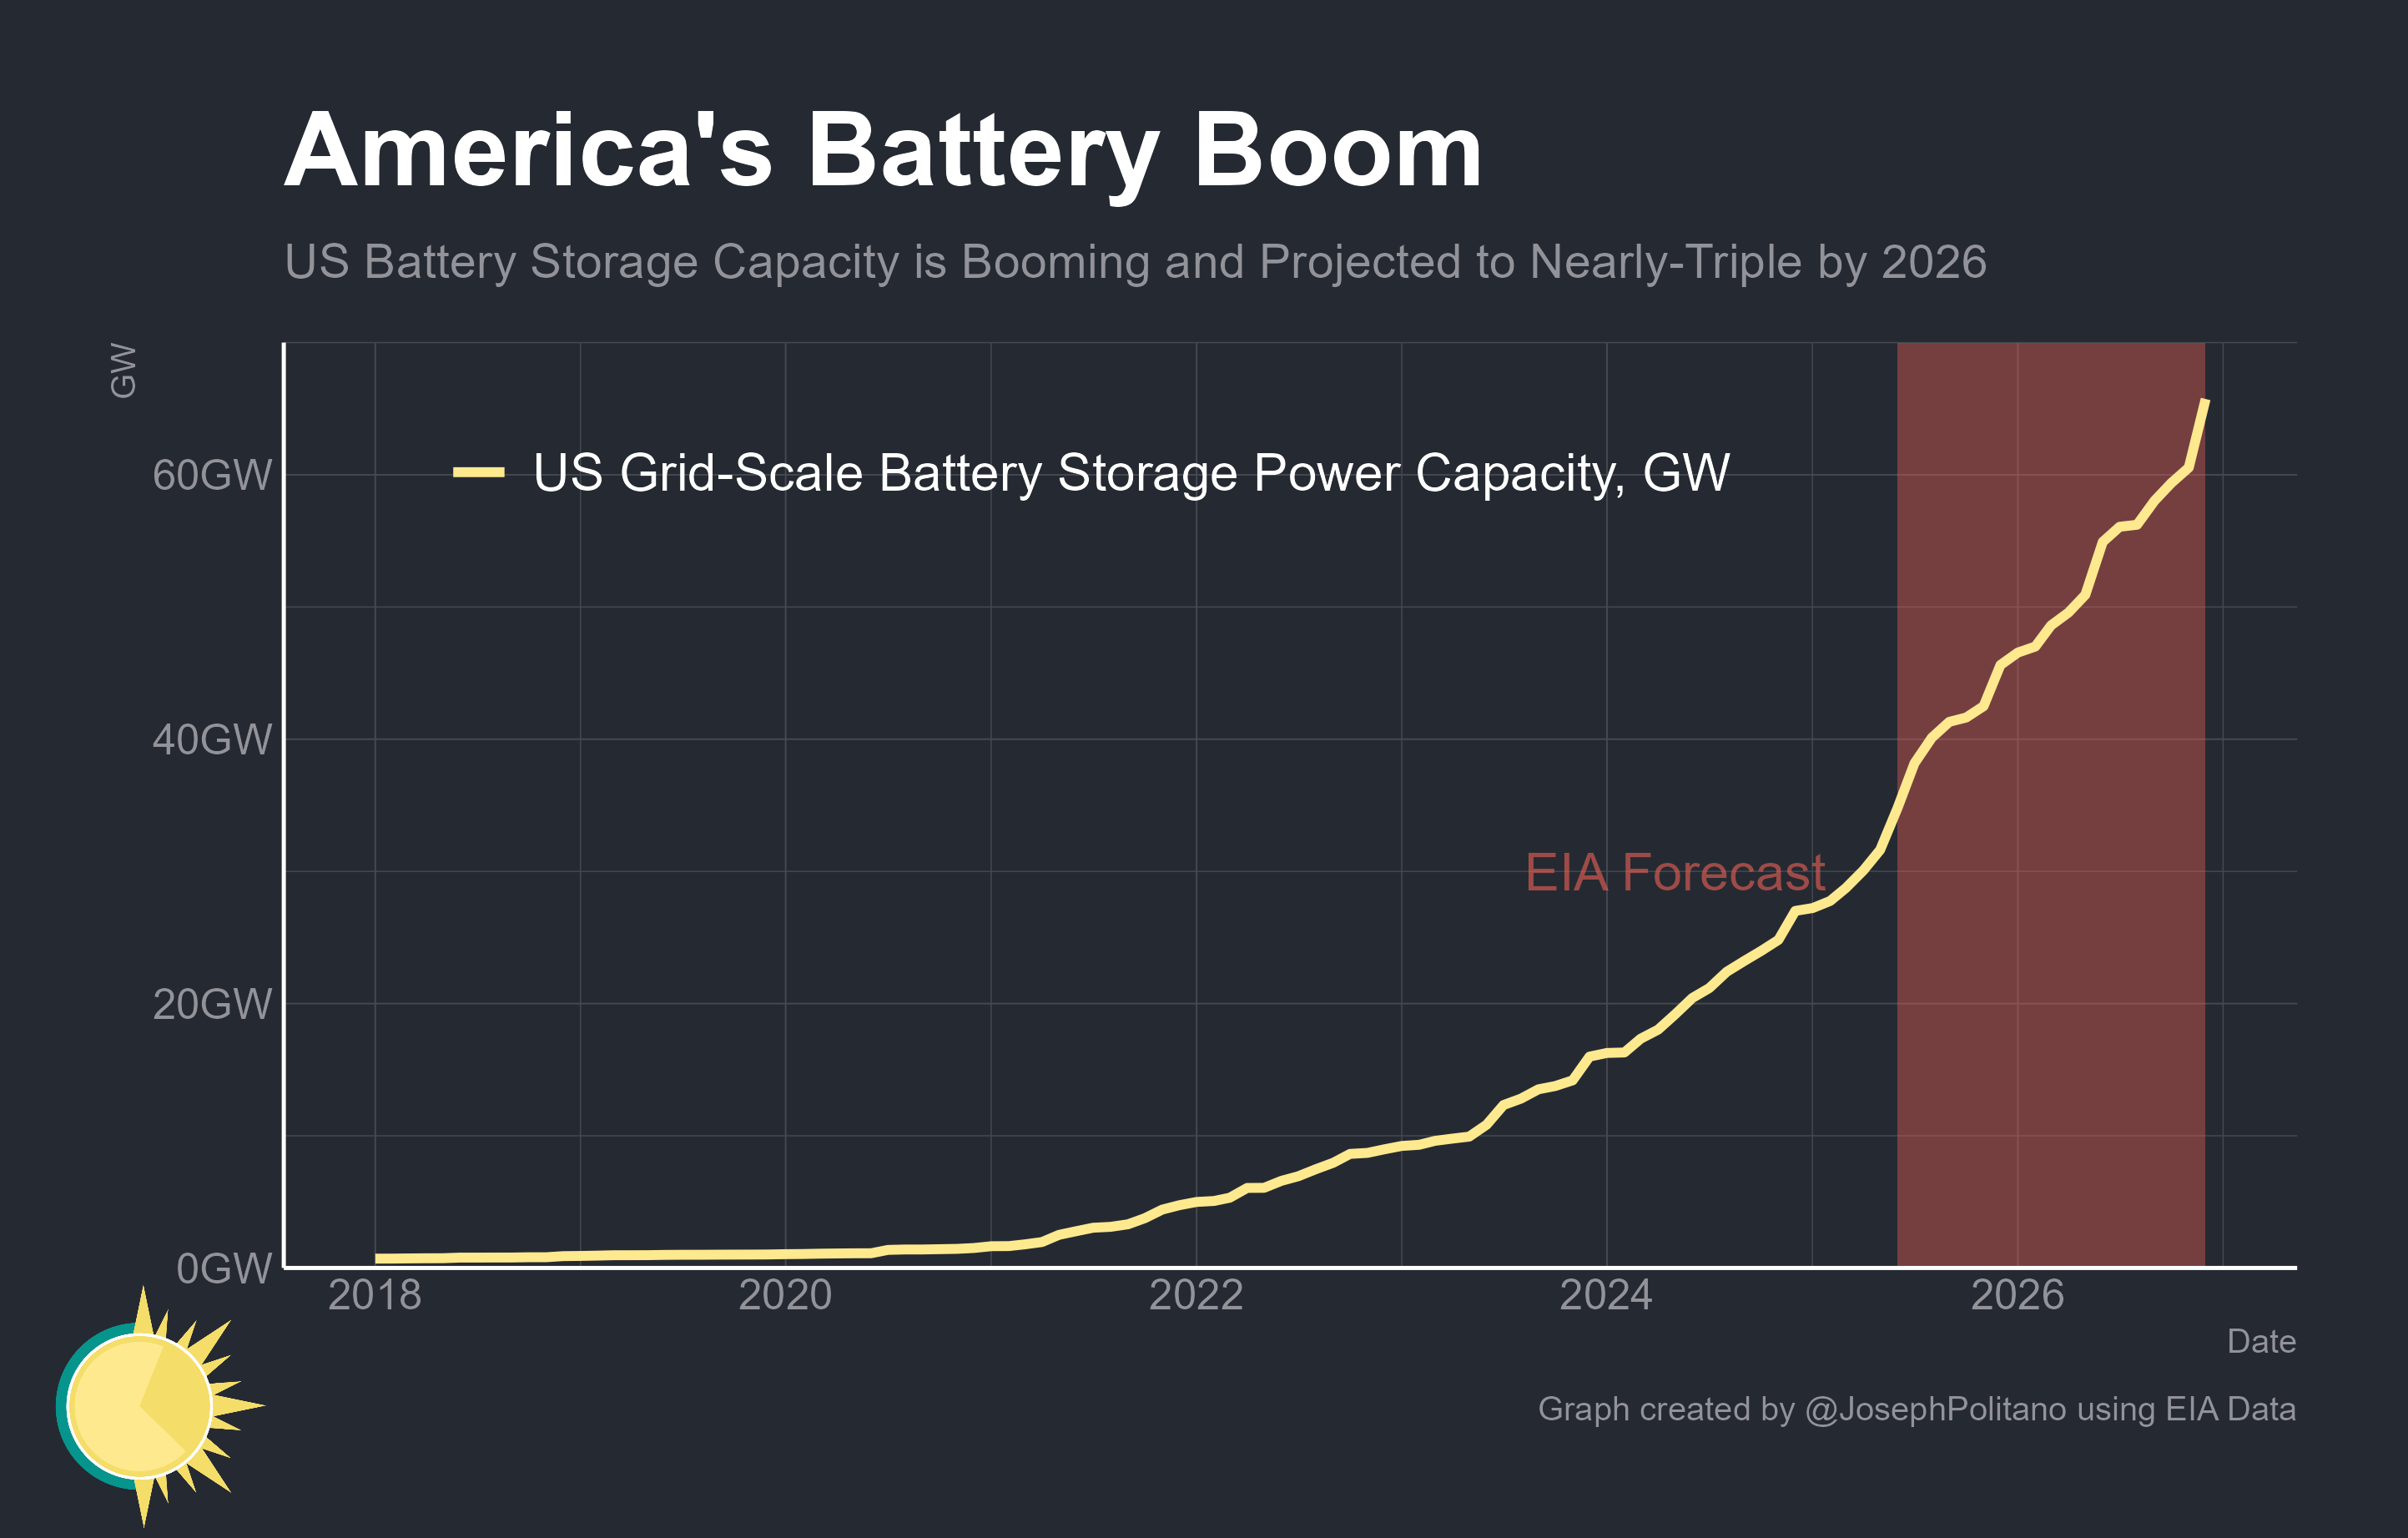 America's Battery Boom
US Battery Storage Capacity is Booming and Projected to Nearly-Triple by 2026
GW
US Grid-Scale Battery Storage Power Capacity, GW
60GW
40GW
EIA Forecast
20GW
0GW
2018
2020
2022
2024
2026
Date
Graph created by @JosephPolitano using EIA Data